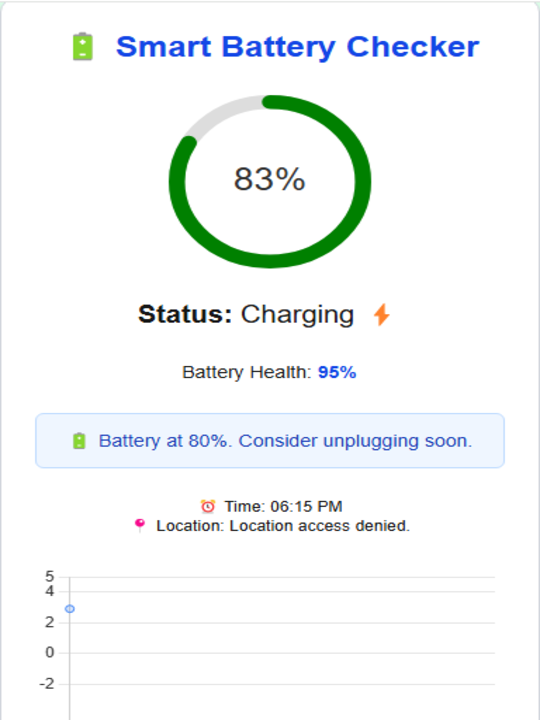 Smart Battery Checker
83%
Status: Charging
Battery Health: 95%
Battery at 80%. Consider unplugging soon.
Time: 06:15 PM
Location: Location access denied.
5
4
2
0
-2